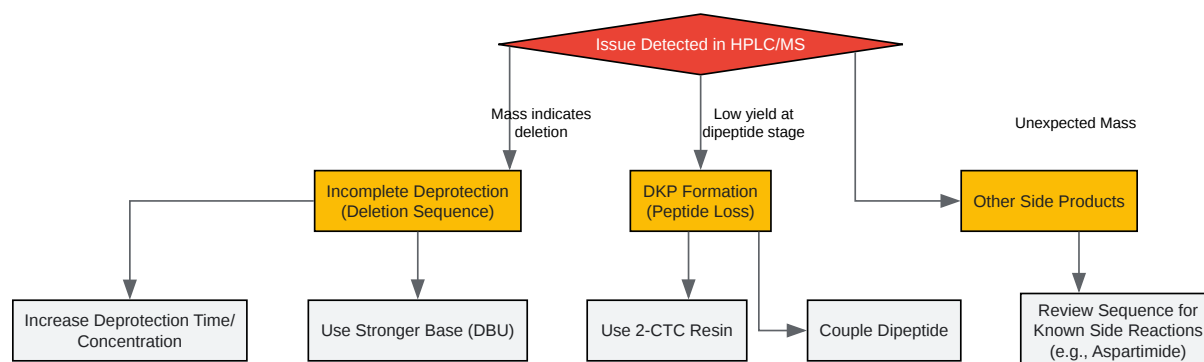 Issue Detected in HPLC/MS
Mass indicates
deletion
Low yield at
dipeptide stage
Unexpected Mass
Incomplete Deprotection
(Deletion Sequence)
DKP Formation
(Peptide Loss)
Other Side Products
Increase Deprotection Time/
Concentration
Use Stronger Base (DBU)
Use 2-CTC Resin
Couple Dipeptide
Review Sequence for
Known Side Reactions
(e.g., Aspartimide)